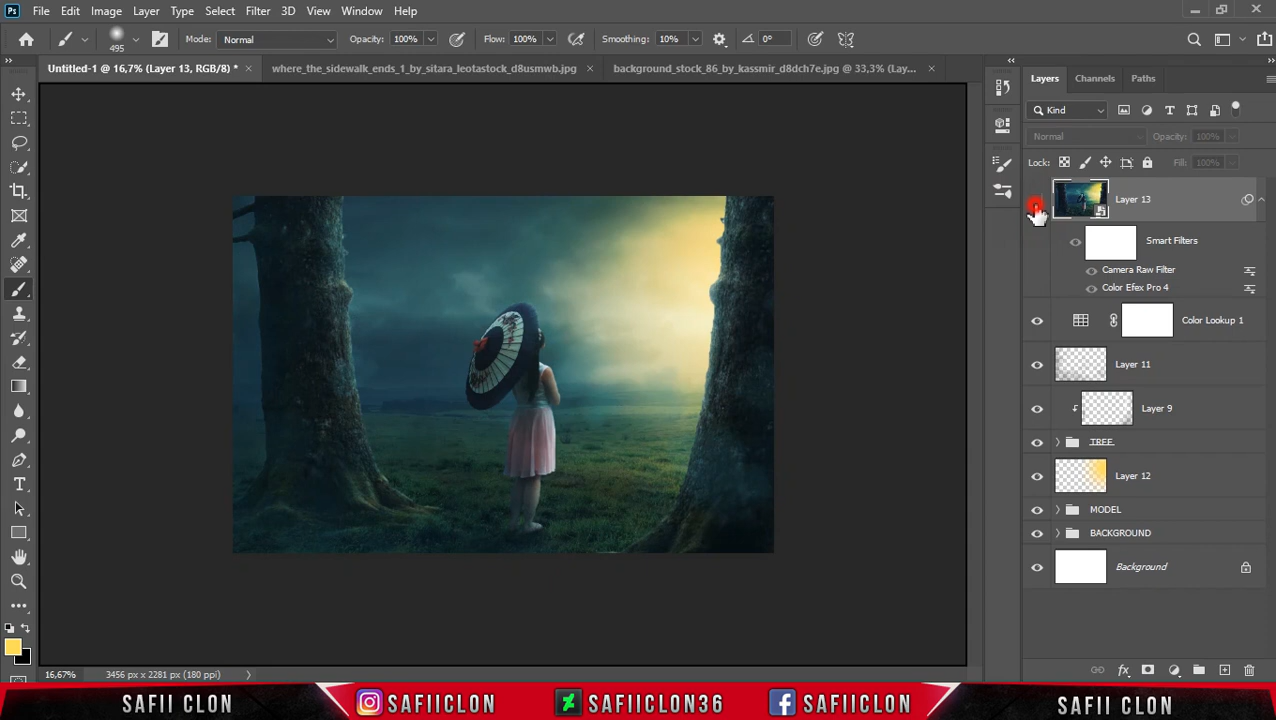 Ps File Edit Image Layer Type Select Filter 3D View Window Help
495 Mode: Normal Opacity: 100% Flow: 100% Smoothing: 10% 0°
Untitled-1 @ 16,7% (Layer 13, RGB/8) * × where_the_sidewalk_ends_1_by_sitara_leotastock_d8usmwb.jpg × background_stock_86_by_kassmir_d8dch7e.jpg @ 33,3% (Lay... ×
Layers Channels Paths
Kind
Normal Opacity: 100%
Lock: Fill: 100%
Layer 13
Smart Filters
Camera Raw Filter
Color Efex Pro 4
Color Lookup 1
Layer 11
Layer 9
TREE
Layer 12
MODEL
BACKGROUND
Background
16,67% 3456 px x 2281 px (180 ppi)
SAFII CLON SAFIICLON SAFIICLON36 SAFIICLON SAFII CLON